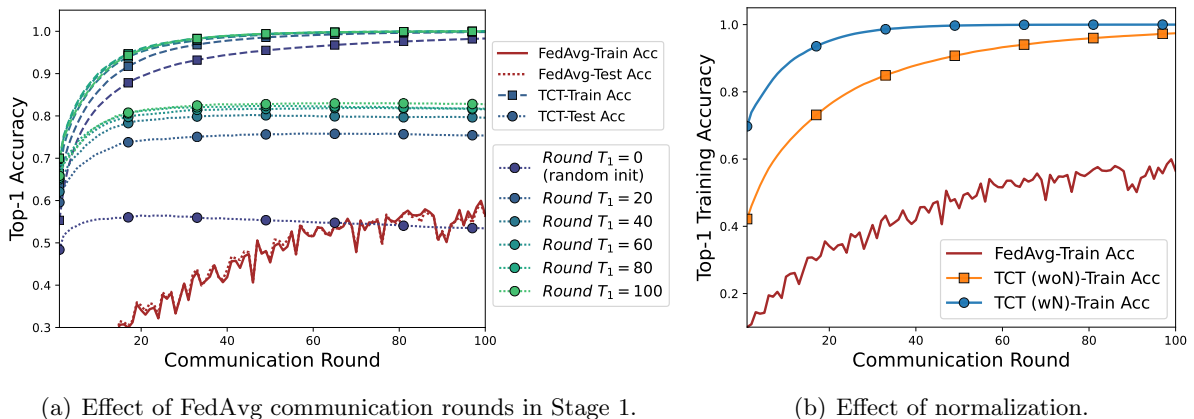 1.0
0.9
0.8
0.7
0.6
0.5
0.4
0.3
Top-1 Accuracy
20 40 60 80 100
Communication Round
FedAvg-Train Acc
FedAvg-Test Acc
TCT-Train Acc
TCT-Test Acc
Round T₁ = 0
(random init)
Round T₁ = 20
Round T₁ = 40
Round T₁ = 60
Round T₁ = 80
Round T₁ = 100
(a) Effect of FedAvg communication rounds in Stage 1.
1.0
0.8
0.6
0.4
0.2
Top-1 Training Accuracy
20 40 60 80 100
Communication Round
FedAvg-Train Acc
TCT (woN)-Train Acc
TCT (wN)-Train Acc
(b) Effect of normalization.